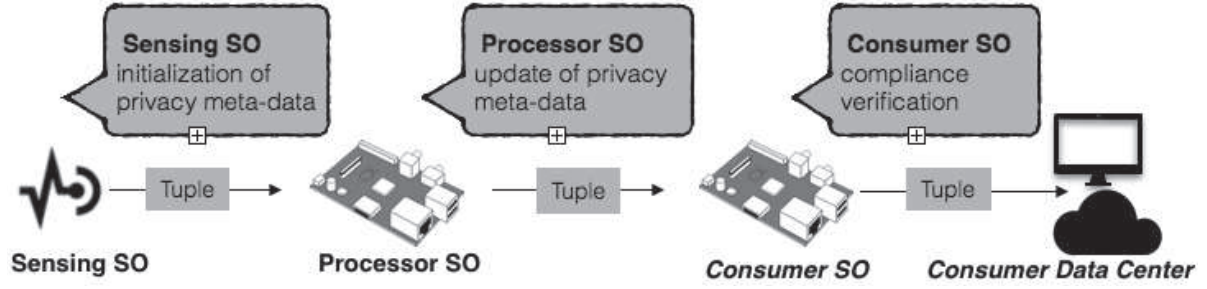 Sensing SO
initialization of
privacy meta-data
Processor SO
update of privacy
meta-data
Consumer SO
compliance
verification
Tuple
Tuple
Tuple
Sensing SO
Processor SO
Consumer SO
Consumer Data Center